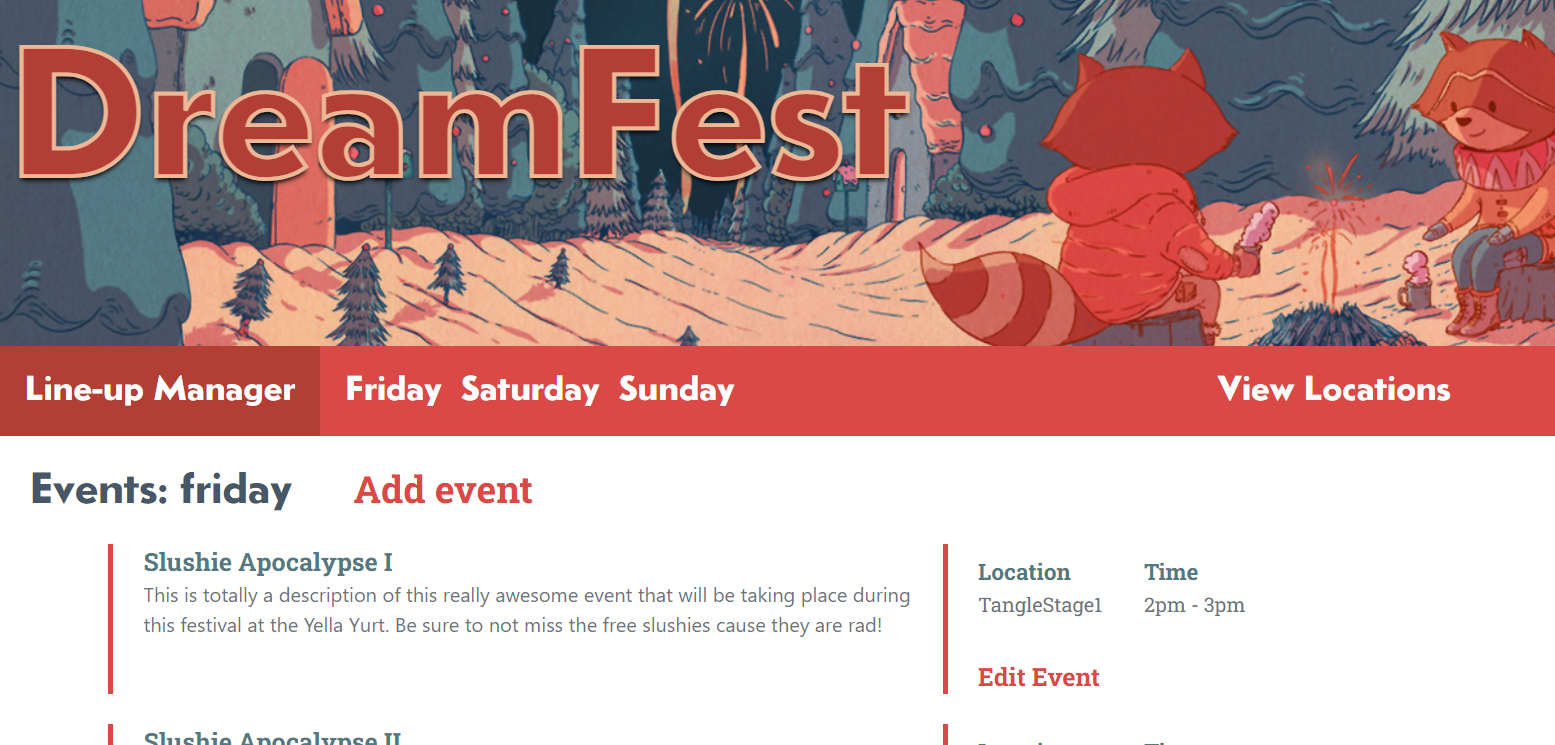 DreamFest
Line-up Manager
Friday Saturday Sunday
View Locations
Events: friday
Add event
Slushie Apocalypse I
This is totally a description of this really awesome event that will be taking place during
this festival at the Yella Yurt. Be sure to not miss the free slushies cause they are rad!
Location Time
TangleStage1 2pm - 3pm
Edit Event
Slushie Apocalypse II